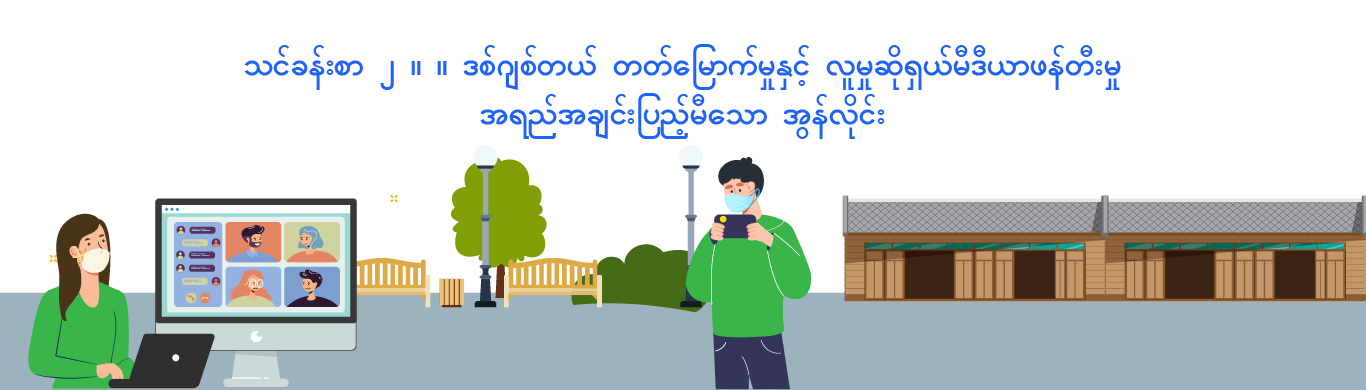 သင်ခန်းစာ ၂ ။ ။ ဒစ်ဂျစ်တယ် တတ်မြောက်မှုနှင့် လူမှုဆိုရှယ်မီဒီယာဖန်တီးမှု
အရည်အချင်းပြည့်မီသော အွန်လိုင်း